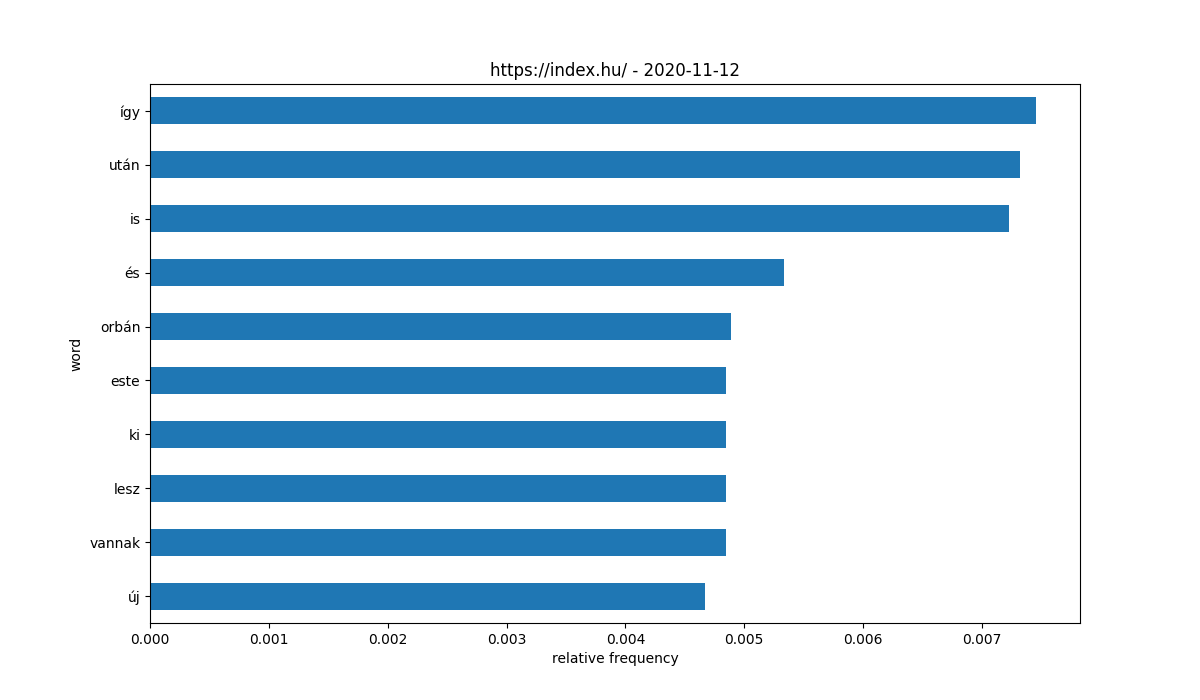 https://index.hu/ - 2020-11-12
így
után
is
és
orbán
este
ki
lesz
vannak
új
word
0.000 0.001 0.002 0.003 0.004 0.005 0.006 0.007
relative frequency